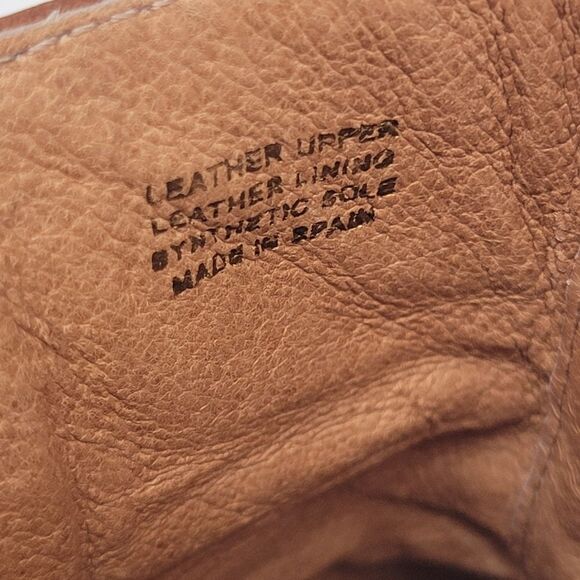 LEATHER UPPER
LEATHER LINING
SYNTHETIC SOLE
MADE IN SPAIN